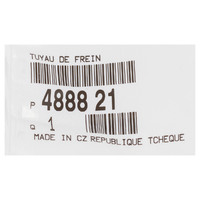 TUYAU DE FREIN
P 4888 21
Q 1
MADE IN CZ REPUBLIQUE TCHEQUE